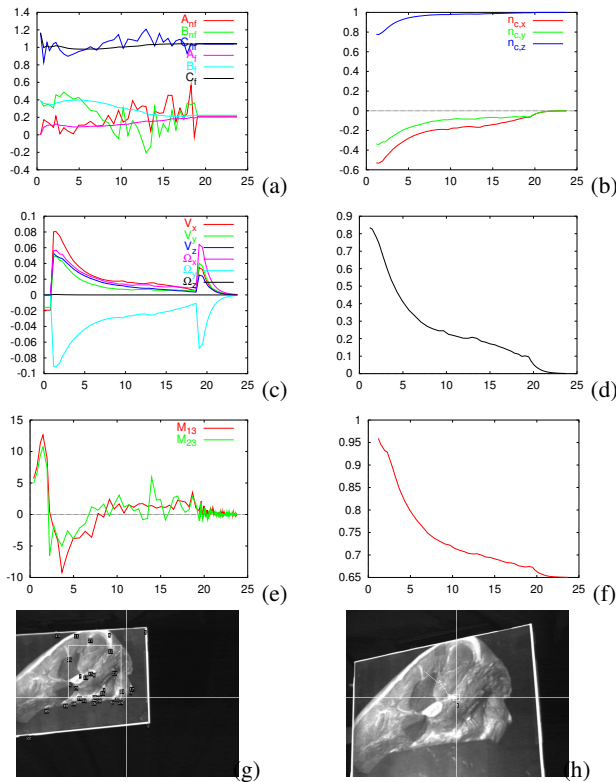 1.4
1.2
1
0.8
0.6
0.4
0.2
0
-0.2
-0.4
0 5 10 15 20 25
A_nf
B_nf
A_f
C_f
(a)
1
0.8
0.6
0.4
0.2
0
-0.2
-0.4
-0.6
0 5 10 15 20 25
n_c,x
n_c,y
n_c,z
(b)
0.1
0.08
0.06
0.04
0.02
0
-0.02
-0.04
-0.06
-0.08
-0.1
0 5 10 15 20 25
V_x
V_y
V_z
Ω_x
Ω_z
(c)
0.9
0.8
0.7
0.6
0.5
0.4
0.3
0.2
0.1
0
0 5 10 15 20 25
(d)
15
10
5
0
-5
-10
0 5 10 15 20 25
M_13
M_23
(e)
1
0.95
0.9
0.85
0.8
0.75
0.7
0.65
0 5 10 15 20 25
(f)
(g)
(h)